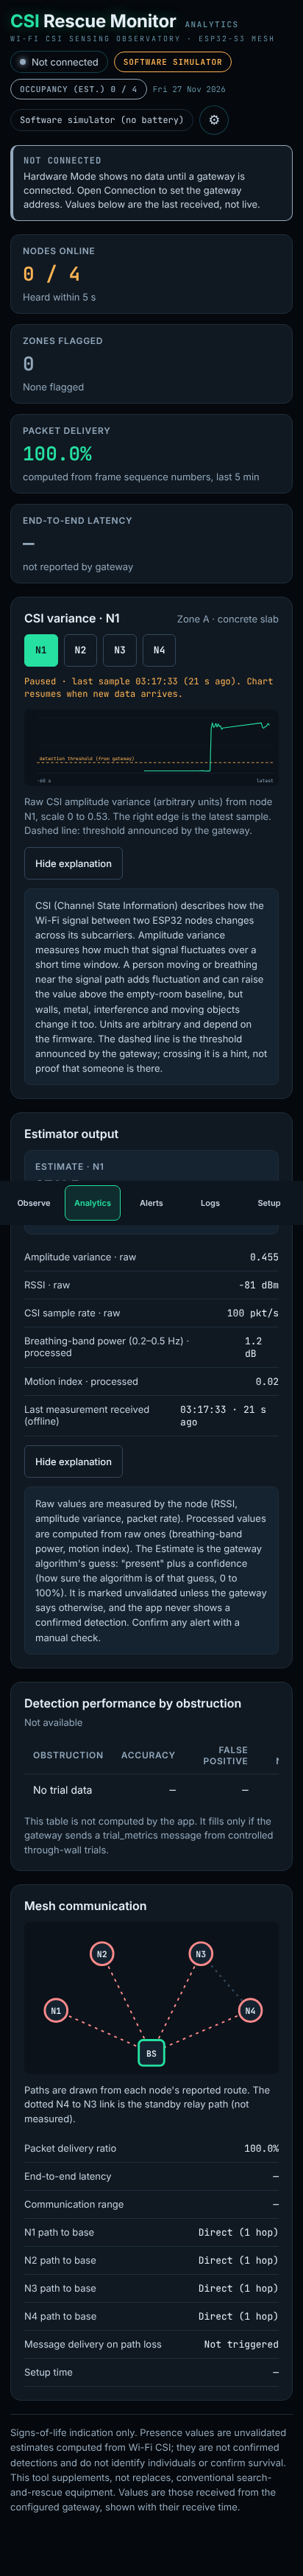 CSI Rescue Monitor ANALYTICS
WI-FI CSI SENSING OBSERVATORY · ESP32-S3 MESH
Not connected
SOFTWARE SIMULATOR
OCCUPANCY (EST.) 0 / 4
Fri 27 Nov 2026
Software simulator (no battery)
NOT CONNECTED
Hardware Mode shows no data until a gateway is
connected. Open Connection to set the gateway
address. Values below are the last received, not live.
NODES ONLINE
0 / 4
Heard within 5 s
ZONES FLAGGED
0
None flagged
PACKET DELIVERY
100.0%
computed from frame sequence numbers, last 5 min
END-TO-END LATENCY
—
not reported by gateway
CSI variance · N1
Zone A · concrete slab
N1 N2 N3 N4
Paused · last sample 03:17:33 (21 s ago). Chart
resumes when new data arrives.
detection threshold (from gateway)
-60 s
latest
Raw CSI amplitude variance (arbitrary units) from node
N1, scale 0 to 0.53. The right edge is the latest sample.
Dashed line: threshold announced by the gateway.
Hide explanation
CSI (Channel State Information) describes how the
Wi-Fi signal between two ESP32 nodes changes
across its subcarriers. Amplitude variance
measures how much that signal fluctuates over a
short time window. A person moving or breathing
near the signal path adds fluctuation and can raise
the value above the empty-room baseline, but
walls, metal, interference and moving objects
change it too. Units are arbitrary and depend on
the firmware. The dashed line is the threshold
announced by the gateway; crossing it is a hint, not
proof that someone is there.
Estimator output
ESTIMATE · N1
Observe Analytics Alerts Logs Setup
Amplitude variance · raw 0.455
RSSI · raw -81 dBm
CSI sample rate · raw 100 pkt/s
Breathing-band power (0.2–0.5 Hz) ·
processed
1.2
dB
Motion index · processed 0.02
Last measurement received
(offline)
03:17:33 · 21 s
ago
Hide explanation
Raw values are measured by the node (RSSI,
amplitude variance, packet rate). Processed values
are computed from raw ones (breathing-band
power, motion index). The Estimate is the gateway
algorithm's guess: "present" plus a confidence
(how sure the algorithm is of that guess, 0 to
100%). It is marked unvalidated unless the gateway
says otherwise, and the app never shows a
confirmed detection. Confirm any alert with a
manual check.
Detection performance by obstruction
Not available
OBSTRUCTION ACCURACY FALSE
POSITIVE
No trial data — —
This table is not computed by the app. It fills only if the
gateway sends a trial_metrics message from controlled
through-wall trials.
Mesh communication
N2 N3
N1 N4
BS
Paths are drawn from each node's reported route. The
dotted N4 to N3 link is the standby relay path (not
measured).
Packet delivery ratio 100.0%
End-to-end latency —
Communication range —
N1 path to base Direct (1 hop)
N2 path to base Direct (1 hop)
N3 path to base Direct (1 hop)
N4 path to base Direct (1 hop)
Message delivery on path loss Not triggered
Setup time —
Signs-of-life indication only. Presence values are unvalidated
estimates computed from Wi-Fi CSI; they are not confirmed
detections and do not identify individuals or confirm survival.
This tool supplements, not replaces, conventional search-
and-rescue equipment. Values are those received from the
configured gateway, shown with their receive time.